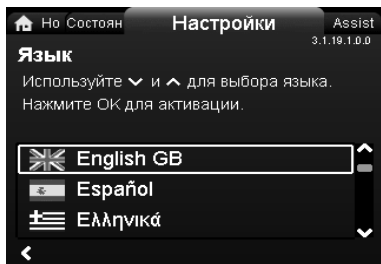 Но Состоян Настройки Assist
3.1.19.1.0.0
Язык
Используйте и для выбора языка.
Нажмите ОК для активации.
English GB
Español
Ελληνικά